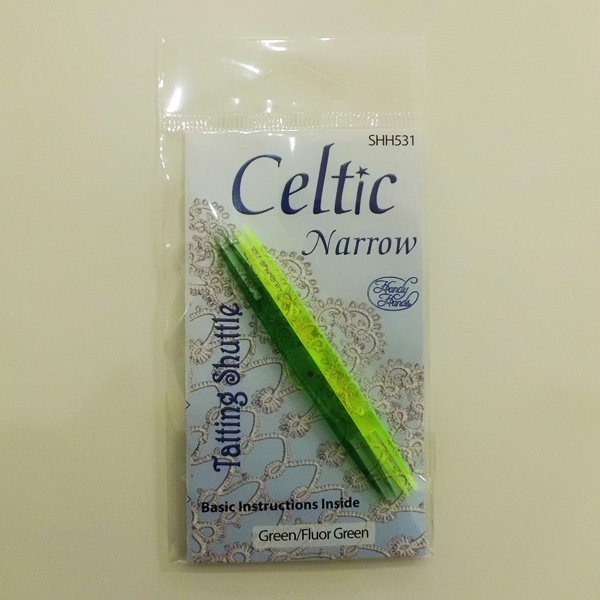 SHH531
Celtic
Narrow
Handy
Hands
Tatting Shuttle
Basic Instructions Inside
Green/Fluor Green